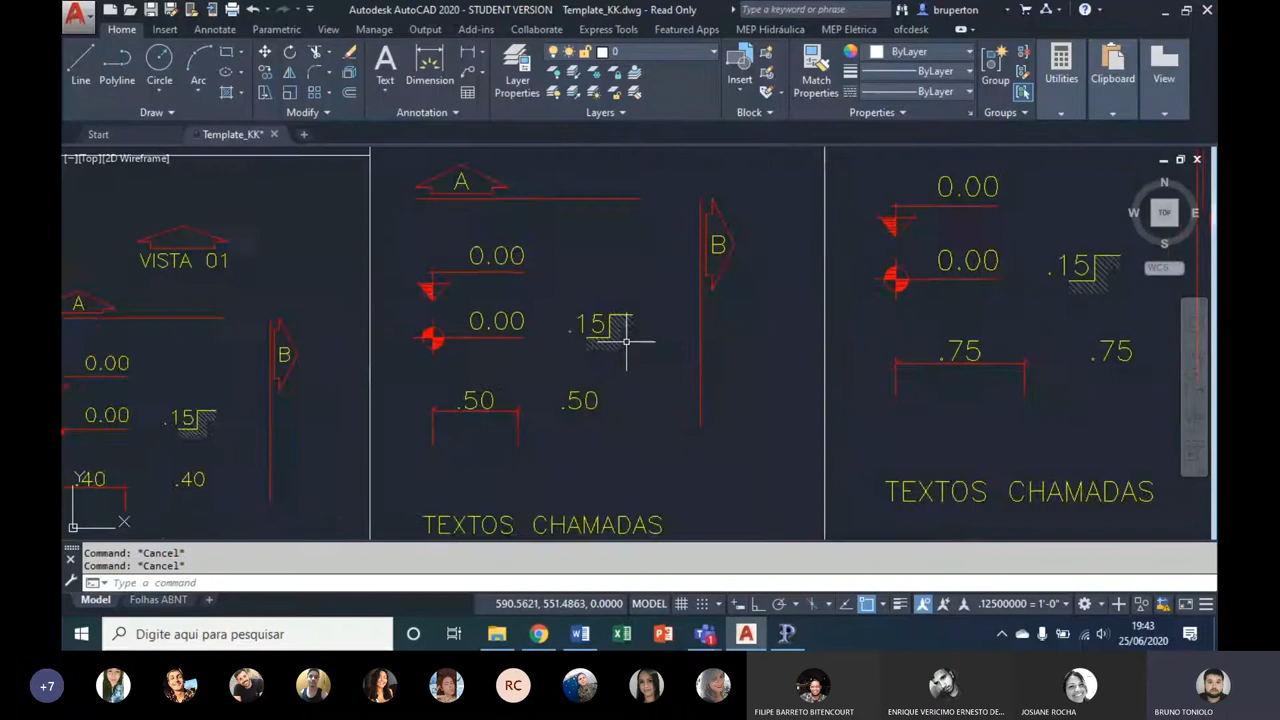 Autodesk AutoCAD 2020 - STUDENT VERSION Template_KK.dwg - Read Only
Type a keyword or phrase
bruperton
Home Insert Annotate Parametric View Manage Output Add-ins Collaborate Express Tools Featured Apps MEP Hidráulica MEP Elétrica ofcdesk
0
ByLayer
ByLayer
ByLayer
Line Polyline Circle Arc
Text Dimension
Layer Properties
Insert
Match Properties
Group
Utilities Clipboard View
Draw Modify Annotation Layers Block Properties Groups
Start Template_KK*
[−][Top][2D Wireframe]
VISTA 01
A
0.00
0.00
.15
B
.40
.40
Y
X
A
0.00
0.00
.15
B
.50
.50
TEXTOS CHAMADAS
0.00
0.00
.15
.75
.75
TEXTOS CHAMADAS
N
W TOP E
S
WCS
Command: *Cancel*
Command: *Cancel*
Type a command
Model Folhas ABNT
590.5621, 551.4863, 0.0000 MODEL
.12500000 = 1'-0"
Digite aqui para pesquisar
1
19:43
25/06/2020
+7
RC
FILIPE BARRETO BITENCOURT
ENRIQUE VERICIMO ERNESTO DE...
JOSIANE ROCHA
BRUNO TONIOLO